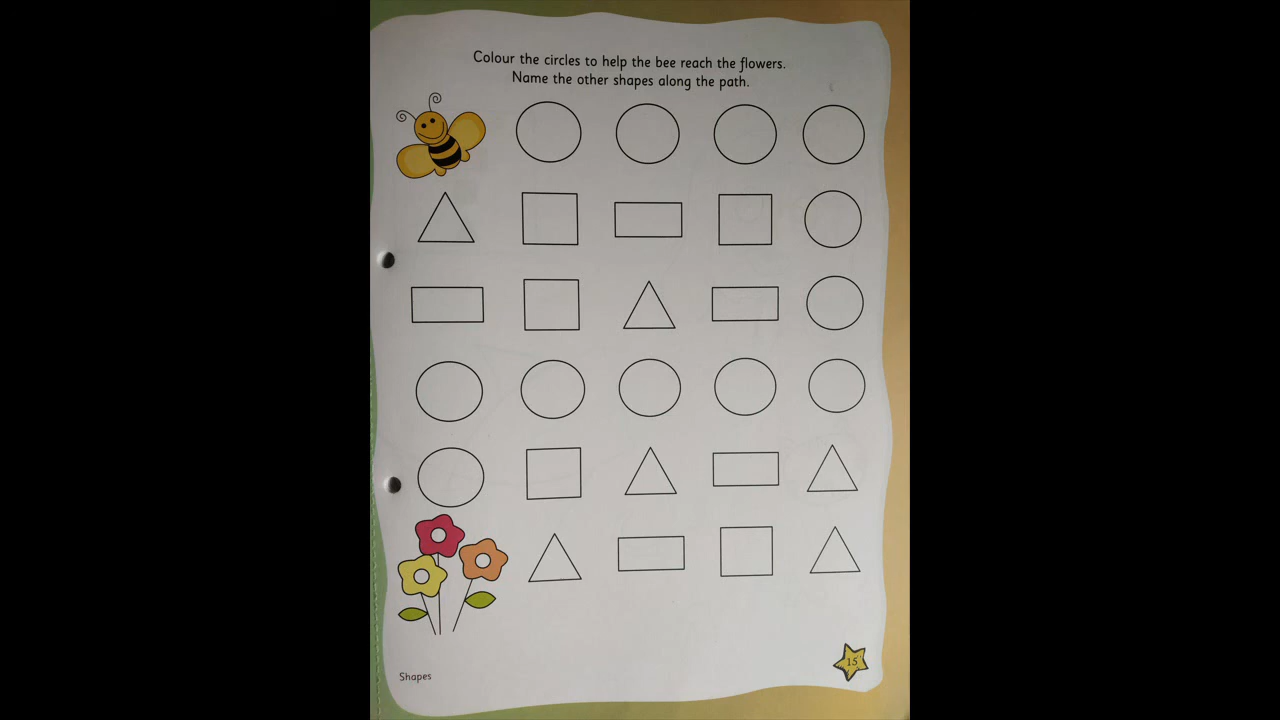 Colour the circles to help the bee reach the flowers.
Name the other shapes along the path.
Shapes
15